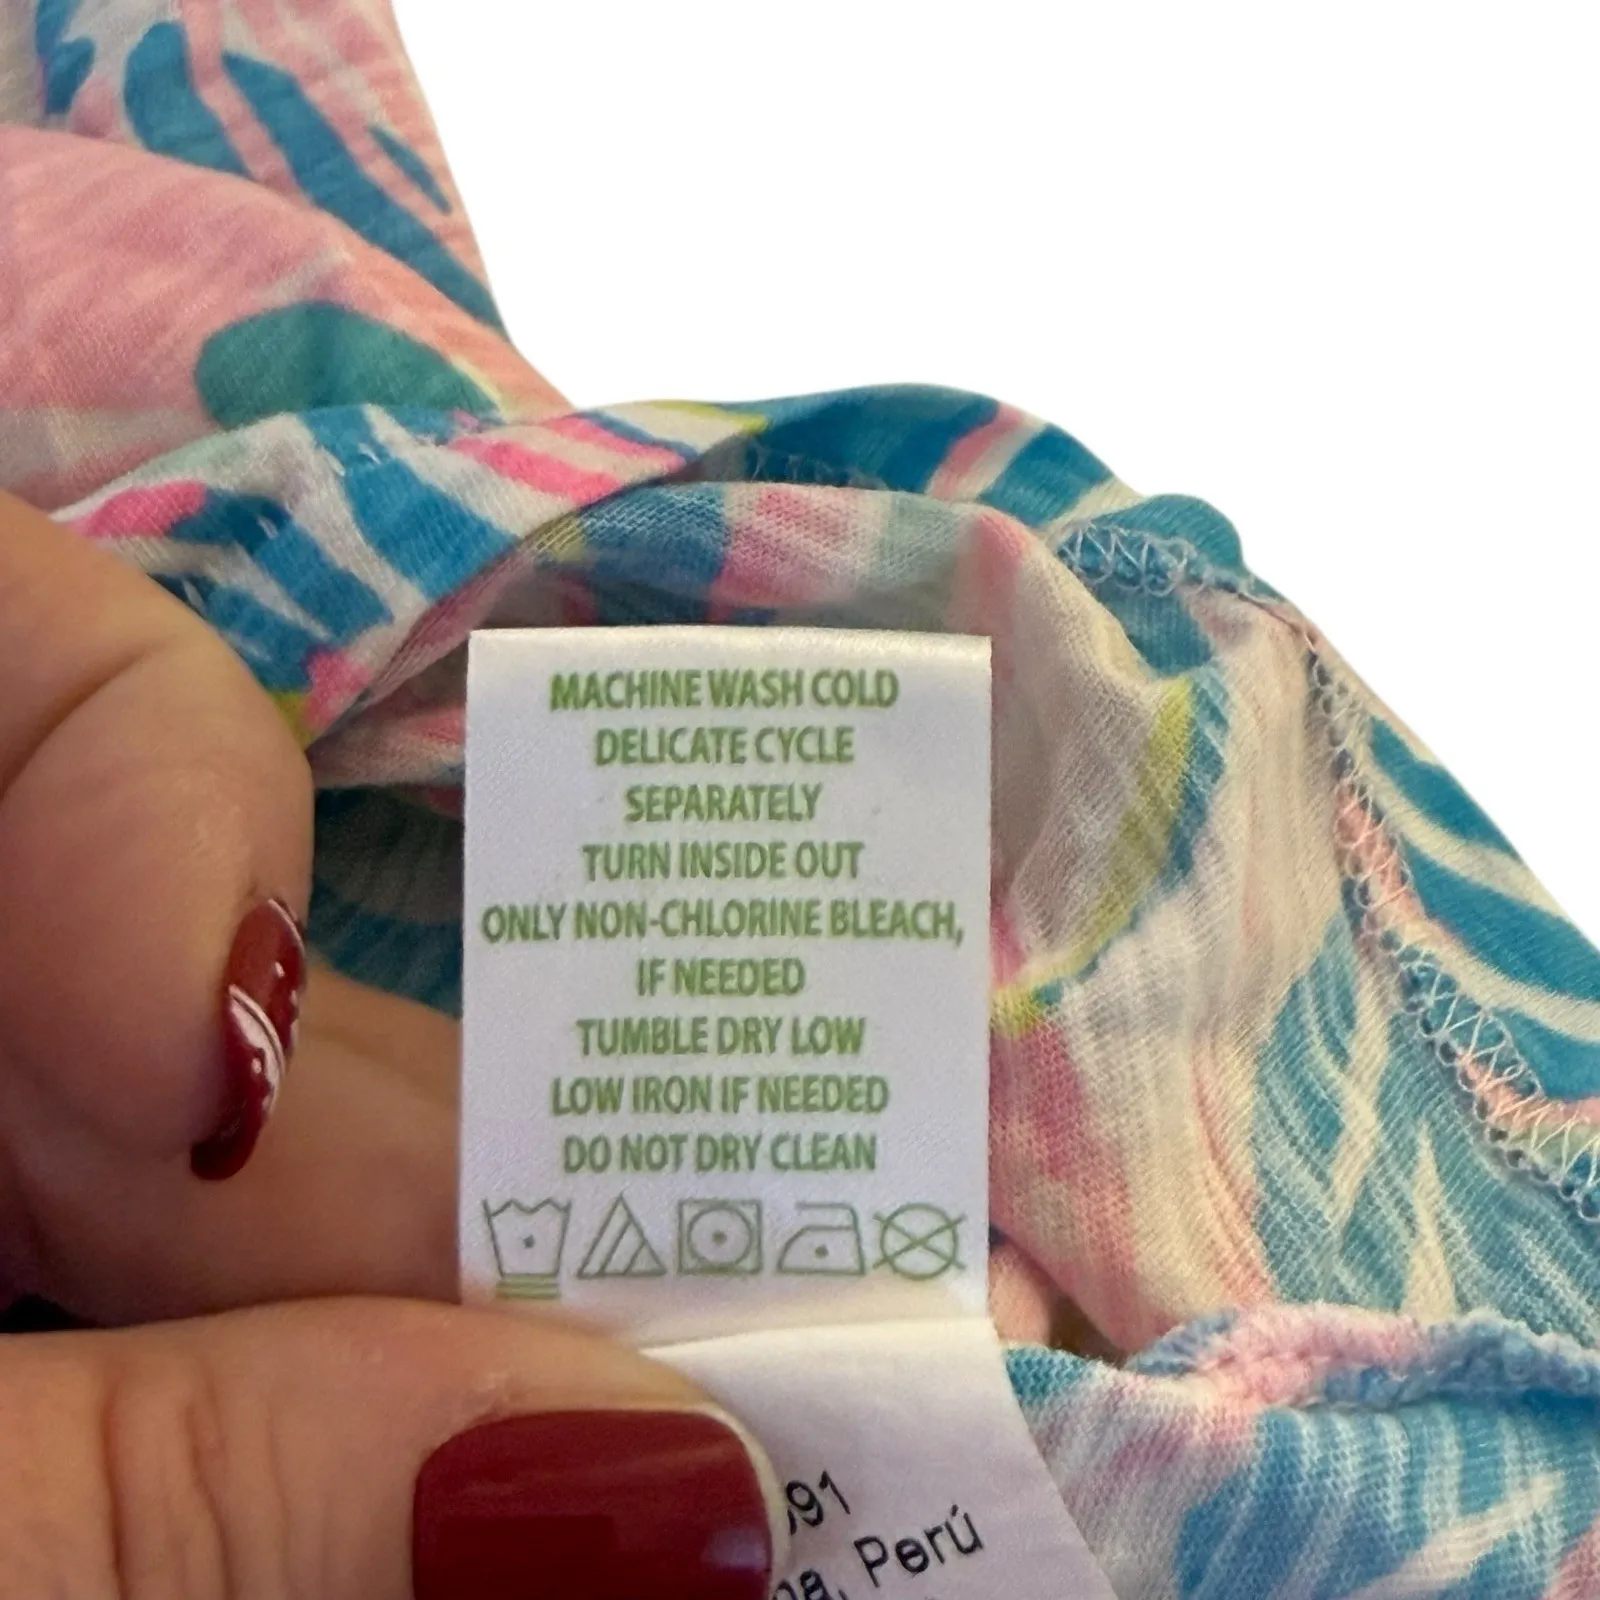 MACHINE WASH COLD
DELICATE CYCLE
SEPARATELY
TURN INSIDE OUT
ONLY NON-CHLORINE BLEACH,
IF NEEDED
TUMBLE DRY LOW
LOW IRON IF NEEDED
DO NOT DRY CLEAN
91
Perú